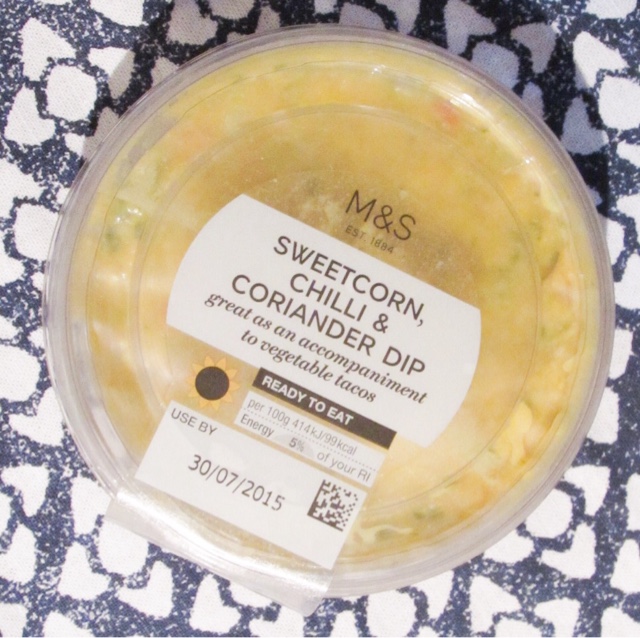 M&S
EST. 1884
SWEETCORN,
CHILLI &
CORIANDER DIP
great as an accompaniment
to vegetable tacos
READY TO EAT
per 100g 414kJ/99kcal
Energy 5% of your RI
USE BY
30/07/2015